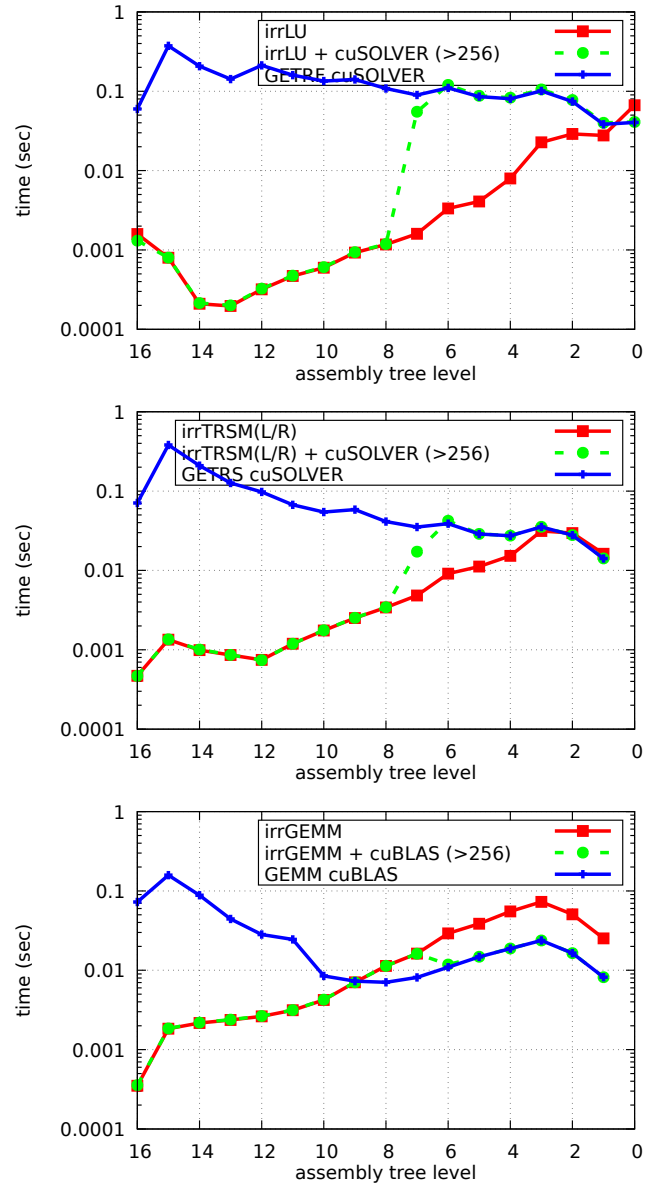 1
irrLU
irrLU + cuSOLVER (>256)
GETRF cuSOLVER
0.1
0.01
0.001
0.0001
time (sec)
16 14 12 10 8 6 4 2 0
assembly tree level
1
irrTRSM(L/R)
irrTRSM(L/R) + cuSOLVER (>256)
GETRS cuSOLVER
0.1
0.01
0.001
0.0001
time (sec)
16 14 12 10 8 6 4 2 0
assembly tree level
1
irrGEMM
irrGEMM + cuBLAS (>256)
GEMM cuBLAS
0.1
0.01
0.001
0.0001
time (sec)
16 14 12 10 8 6 4 2 0
assembly tree level